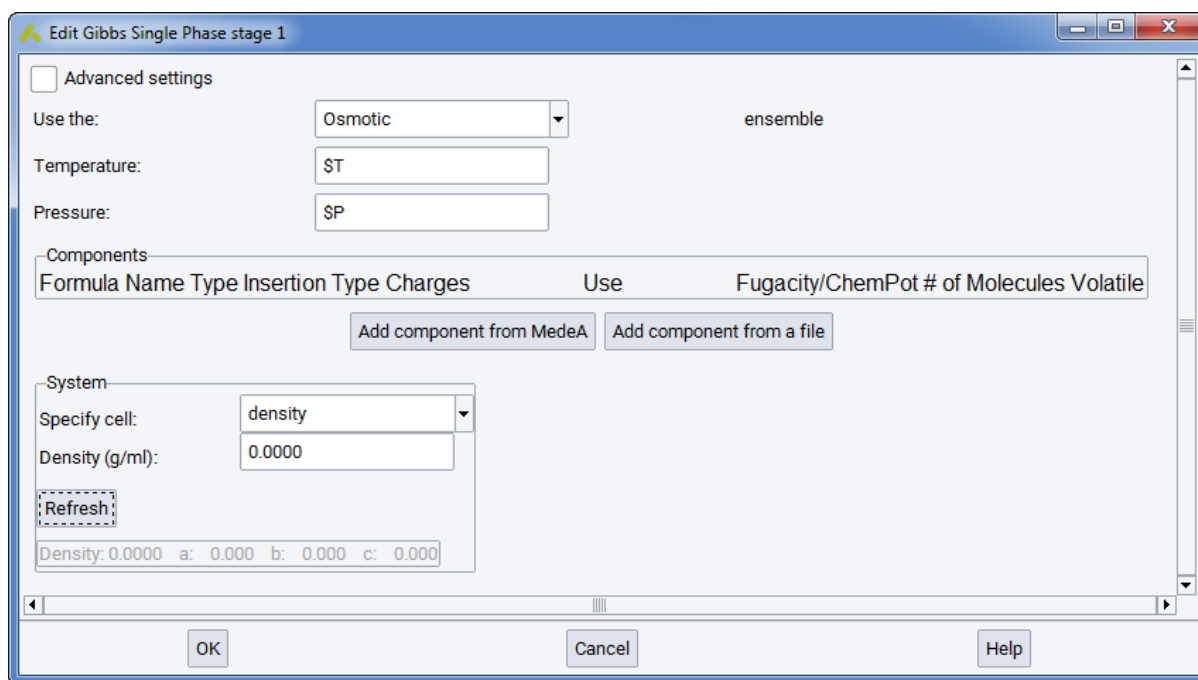 Edit Gibbs Single Phase stage 1
Advanced settings
Use the: Osmotic ensemble
Temperature: $T
Pressure: $P
Components
Formula Name Type Insertion Type Charges Use Fugacity/ChemPot # of Molecules Volatile
Add component from MedeA Add component from a file
System
Specify cell: density
Density (g/ml): 0.0000
Refresh
Density: 0.0000 a: 0.000 b: 0.000 c: 0.000
OK Cancel Help